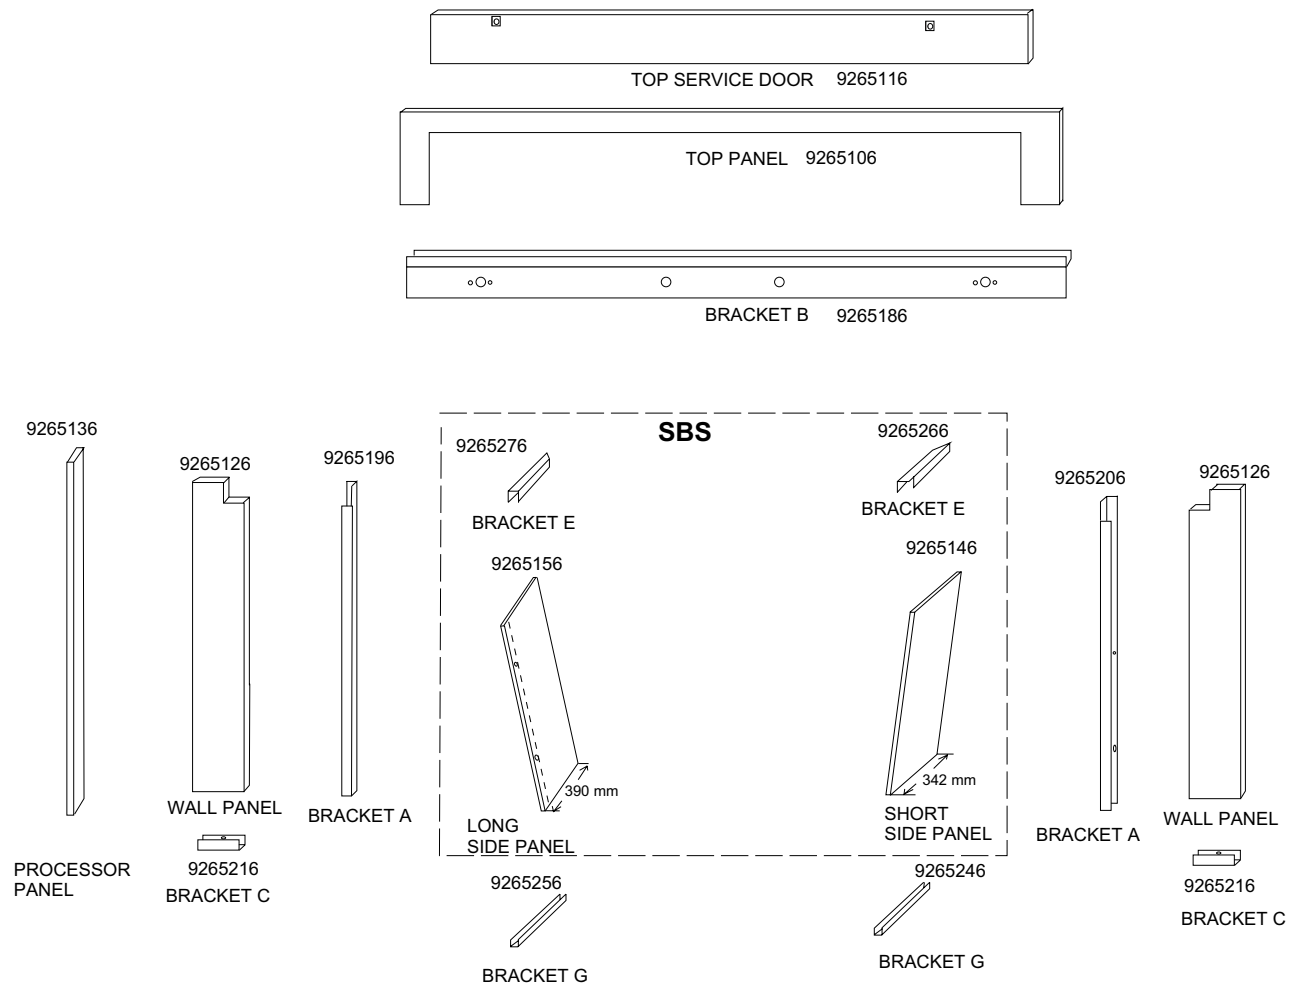 TOP SERVICE DOOR 9265116
TOP PANEL 9265106
BRACKET B 9265186
SBS
9265136
PROCESSOR
PANEL
9265126
WALL PANEL
9265216
BRACKET C
9265196
BRACKET A
9265276
BRACKET E
9265156
390 mm
LONG
SIDE PANEL
9265256
BRACKET G
9265266
BRACKET E
9265146
342 mm
SHORT
SIDE PANEL
9265246
BRACKET G
9265206
BRACKET A
9265126
WALL PANEL
9265216
BRACKET C